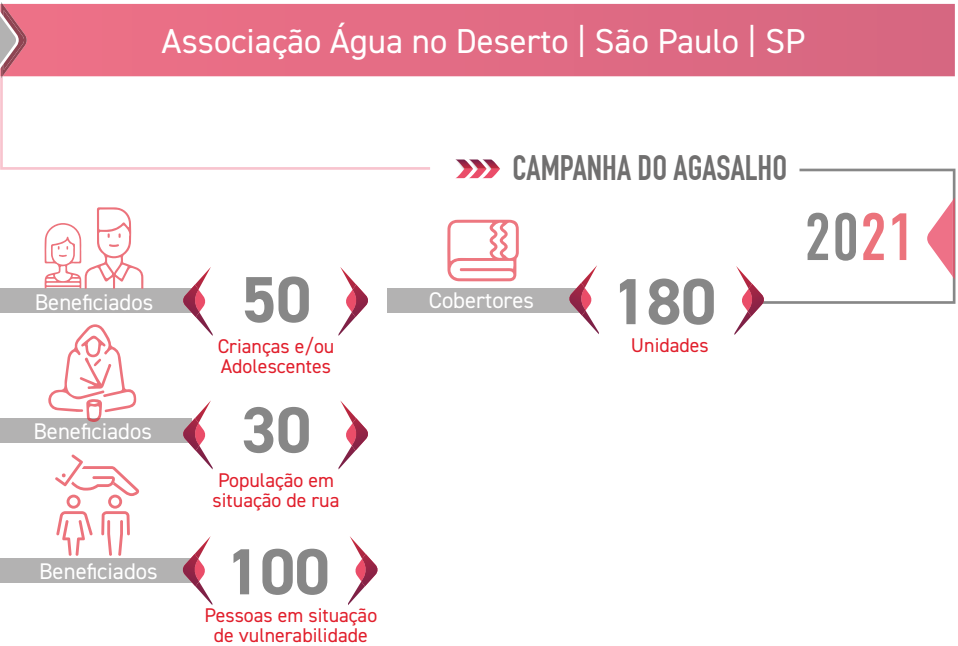 Associação Água no Deserto | São Paulo | SP
CAMPANHA DO AGASALHO
2021
Beneficiados
50
Crianças e/ou
Adolescentes
Cobertores
180
Unidades
Beneficiados
30
População em
situação de rua
Beneficiados
100
Pessoas em situação
de vulnerabilidade